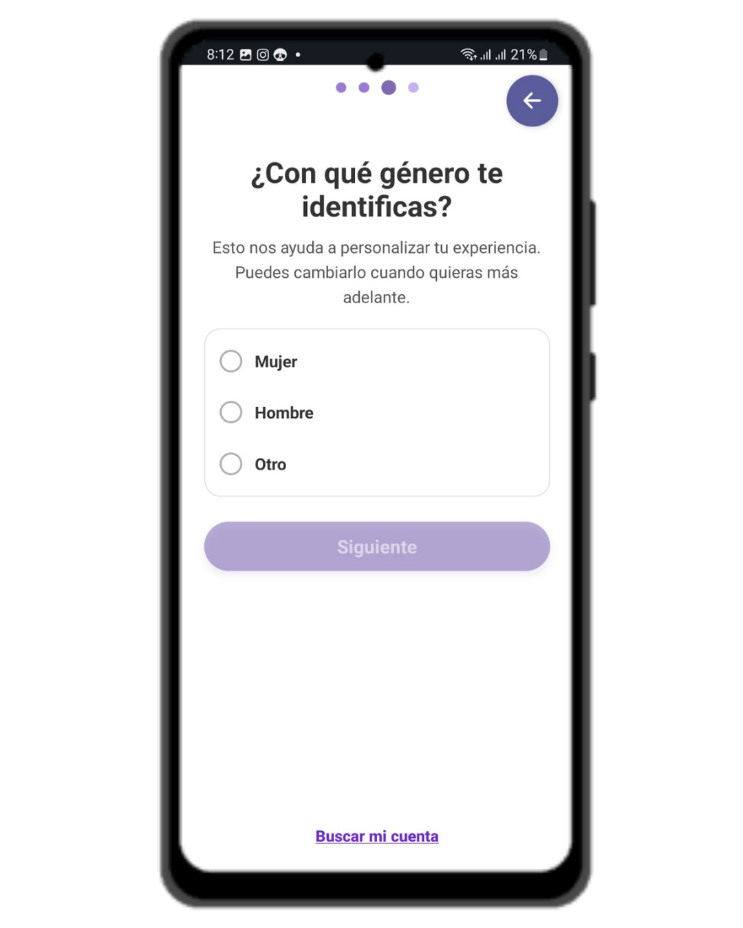 8:12
21%
¿Con qué género te
identificas?
Esto nos ayuda a personalizar tu experiencia.
Puedes cambiarlo cuando quieras más
adelante.
Mujer
Hombre
Otro
Siguiente
Buscar mi cuenta